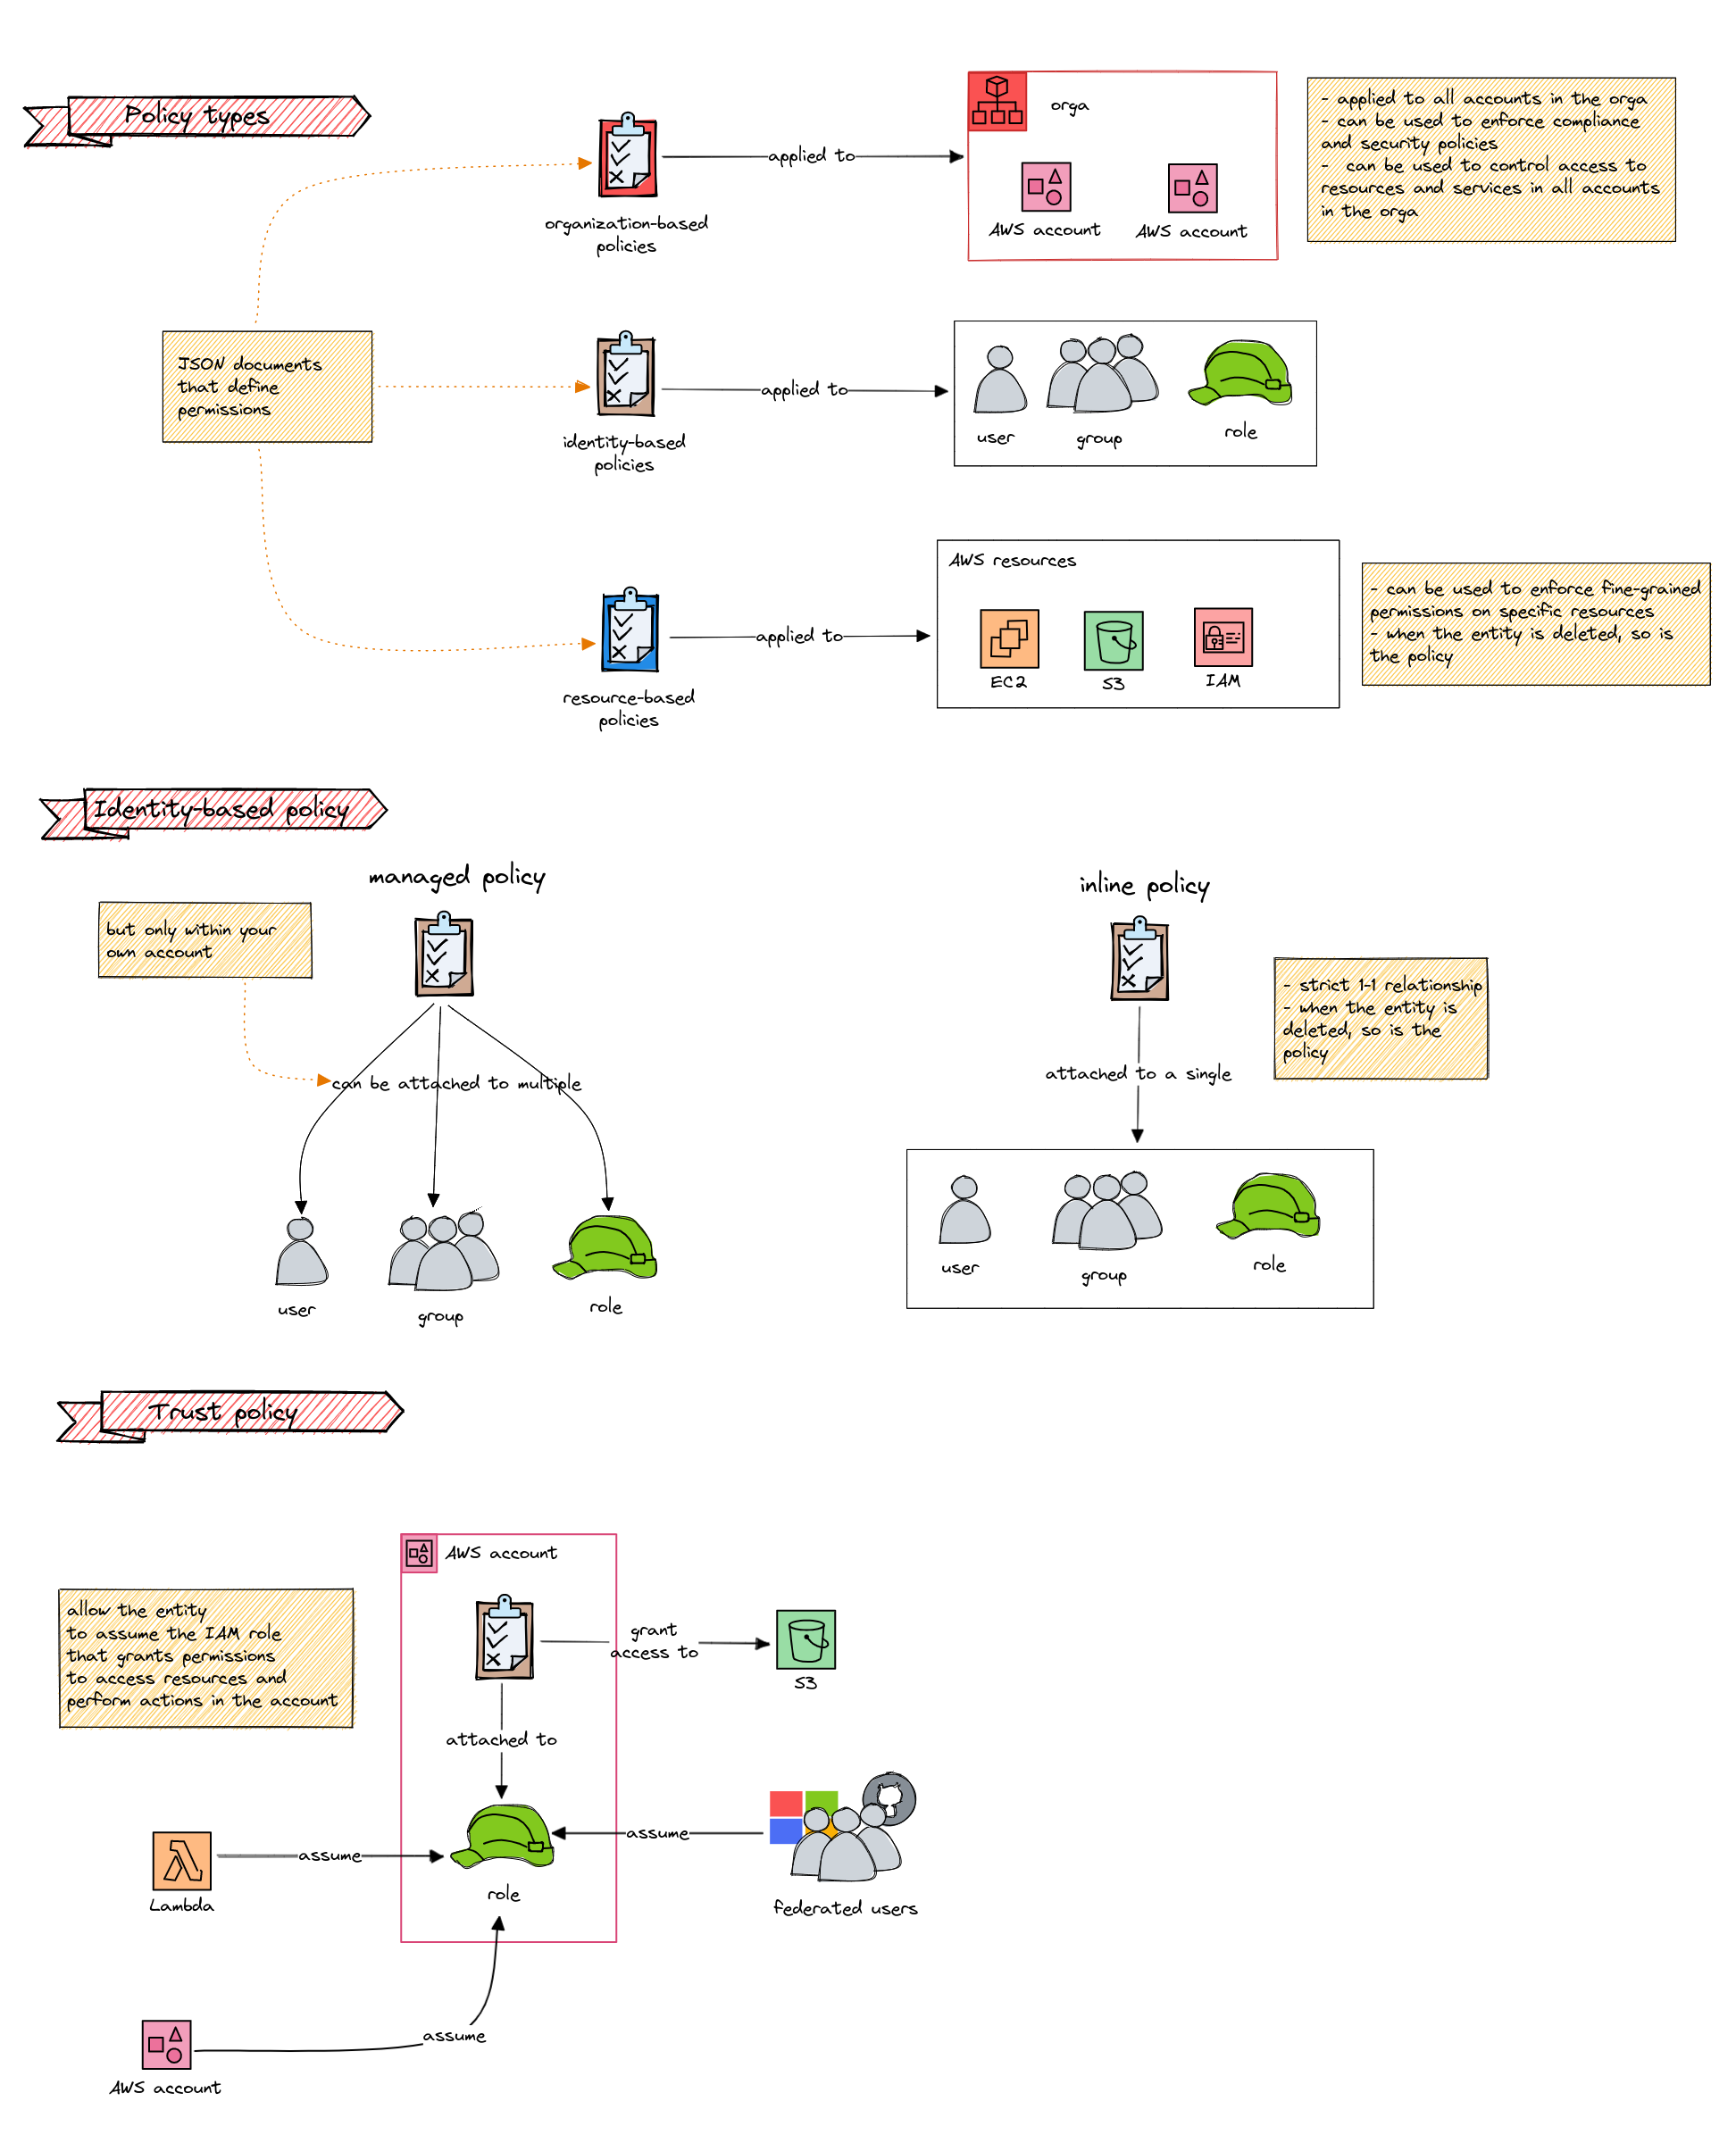 Policy types
orga
AWS account
AWS account
- applied to all accounts in the orga
- can be used to enforce compliance
and security policies
-  can be used to control access to
resources and services in all accounts
in the orga
applied to
organization-based
policies
JSON documents
that define
permissions
applied to
identity-based
policies
user
group
role
AWS resources
EC2
S3
IAM
- can be used to enforce fine-grained
permissions on specific resources
- when the entity is deleted, so is
the policy
applied to
resource-based
policies
Identity-based policy
managed policy
but only within your
own account
can be attached to multiple
user
group
role
inline policy
- strict 1-1 relationship
- when the entity is
deleted, so is the
policy
attached to a single
user
group
role
Trust policy
AWS account
allow the entity
to assume the IAM role
that grants permissions
to access resources and
perform actions in the account
grant
access to
S3
attached to
assume
assume
Lambda
role
federated users
assume
AWS account